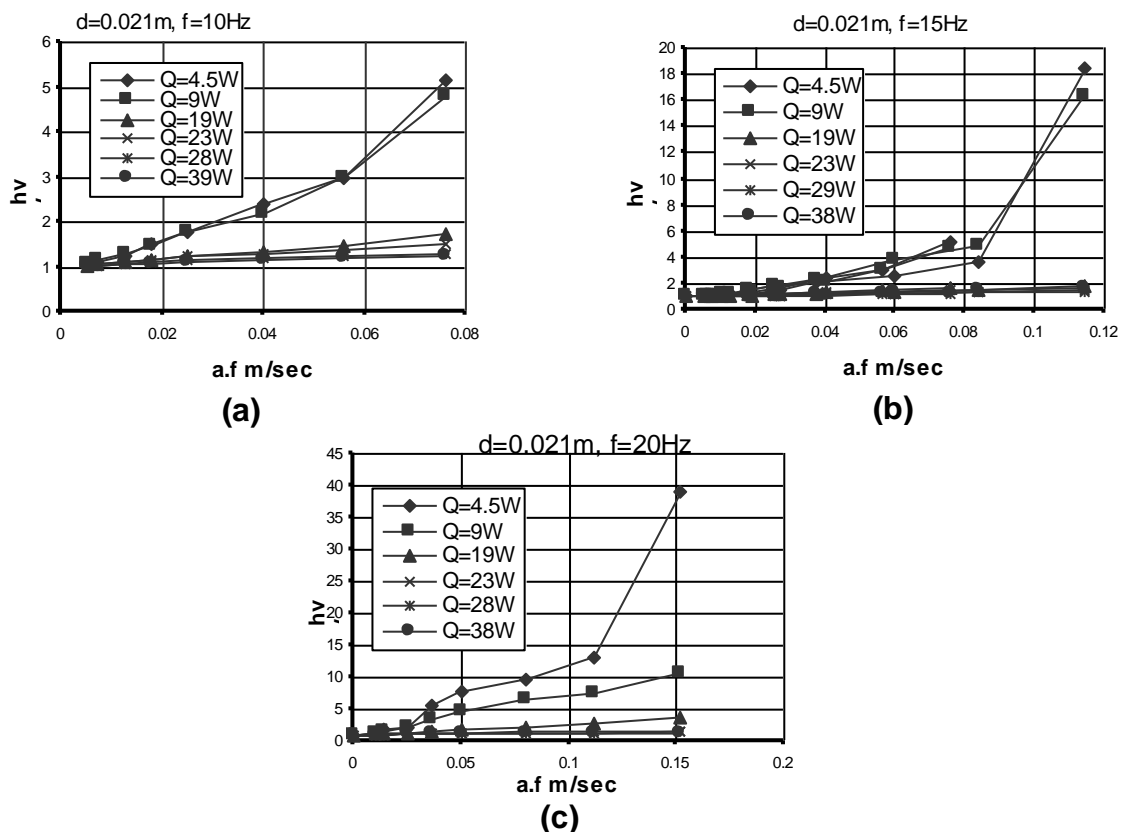 d=0.021m, f=10Hz
6
5
4
3
2
1
0
hv,
Q=4.5W
Q=9W
Q=19W
Q=23W
Q=28W
Q=39W
0 0.02 0.04 0.06 0.08
a.f m/sec
(a)
d=0.021m, f=15Hz
20
18
16
14
12
10
8
6
4
2
0
hv,
Q=4.5W
Q=9W
Q=19W
Q=23W
Q=29W
Q=38W
0 0.02 0.04 0.06 0.08 0.1 0.12
a.f m/sec
(b)
d=0.021m, f=20Hz
45
40
35
30
25
20
15
10
5
0
hv,
Q=4.5W
Q=9W
Q=19W
Q=23W
Q=28W
Q=38W
0 0.05 0.1 0.15 0.2
a.f m/sec
(c)